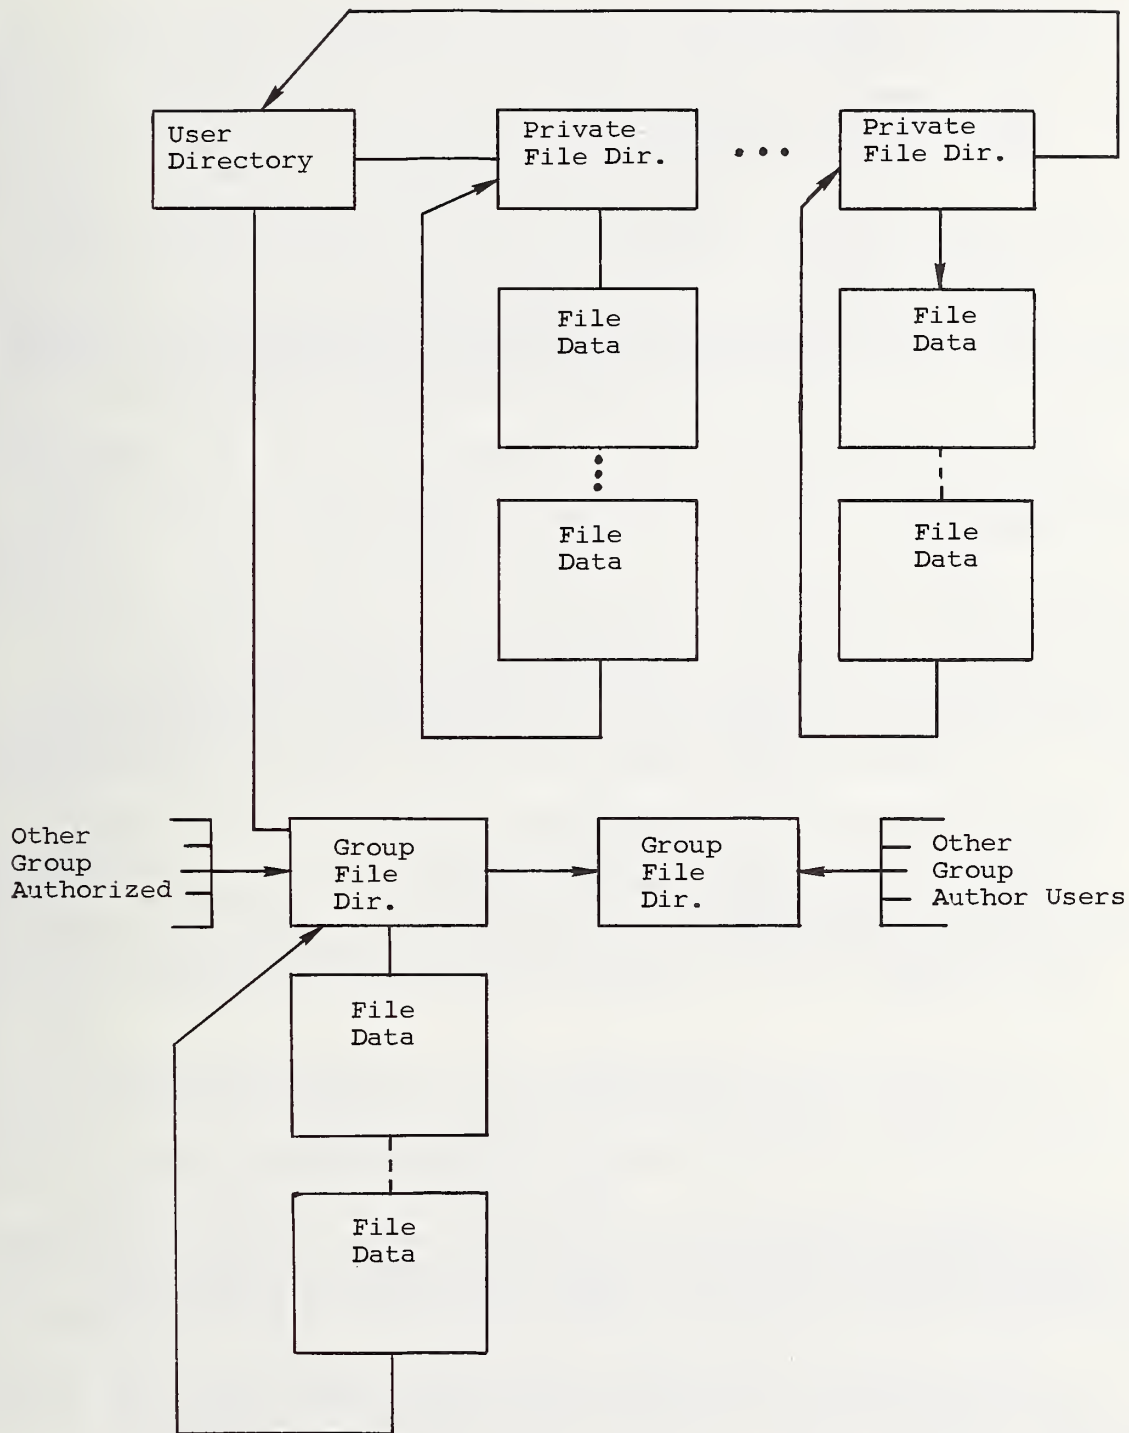 User
Directory
Private
File Dir.
Private
File Dir.
File
Data
File
Data
File
Data
File
Data
Other
Group
Authorized
Group
File
Dir.
Group
File
Dir.
Other
Group
Author Users
File
Data
File
Data